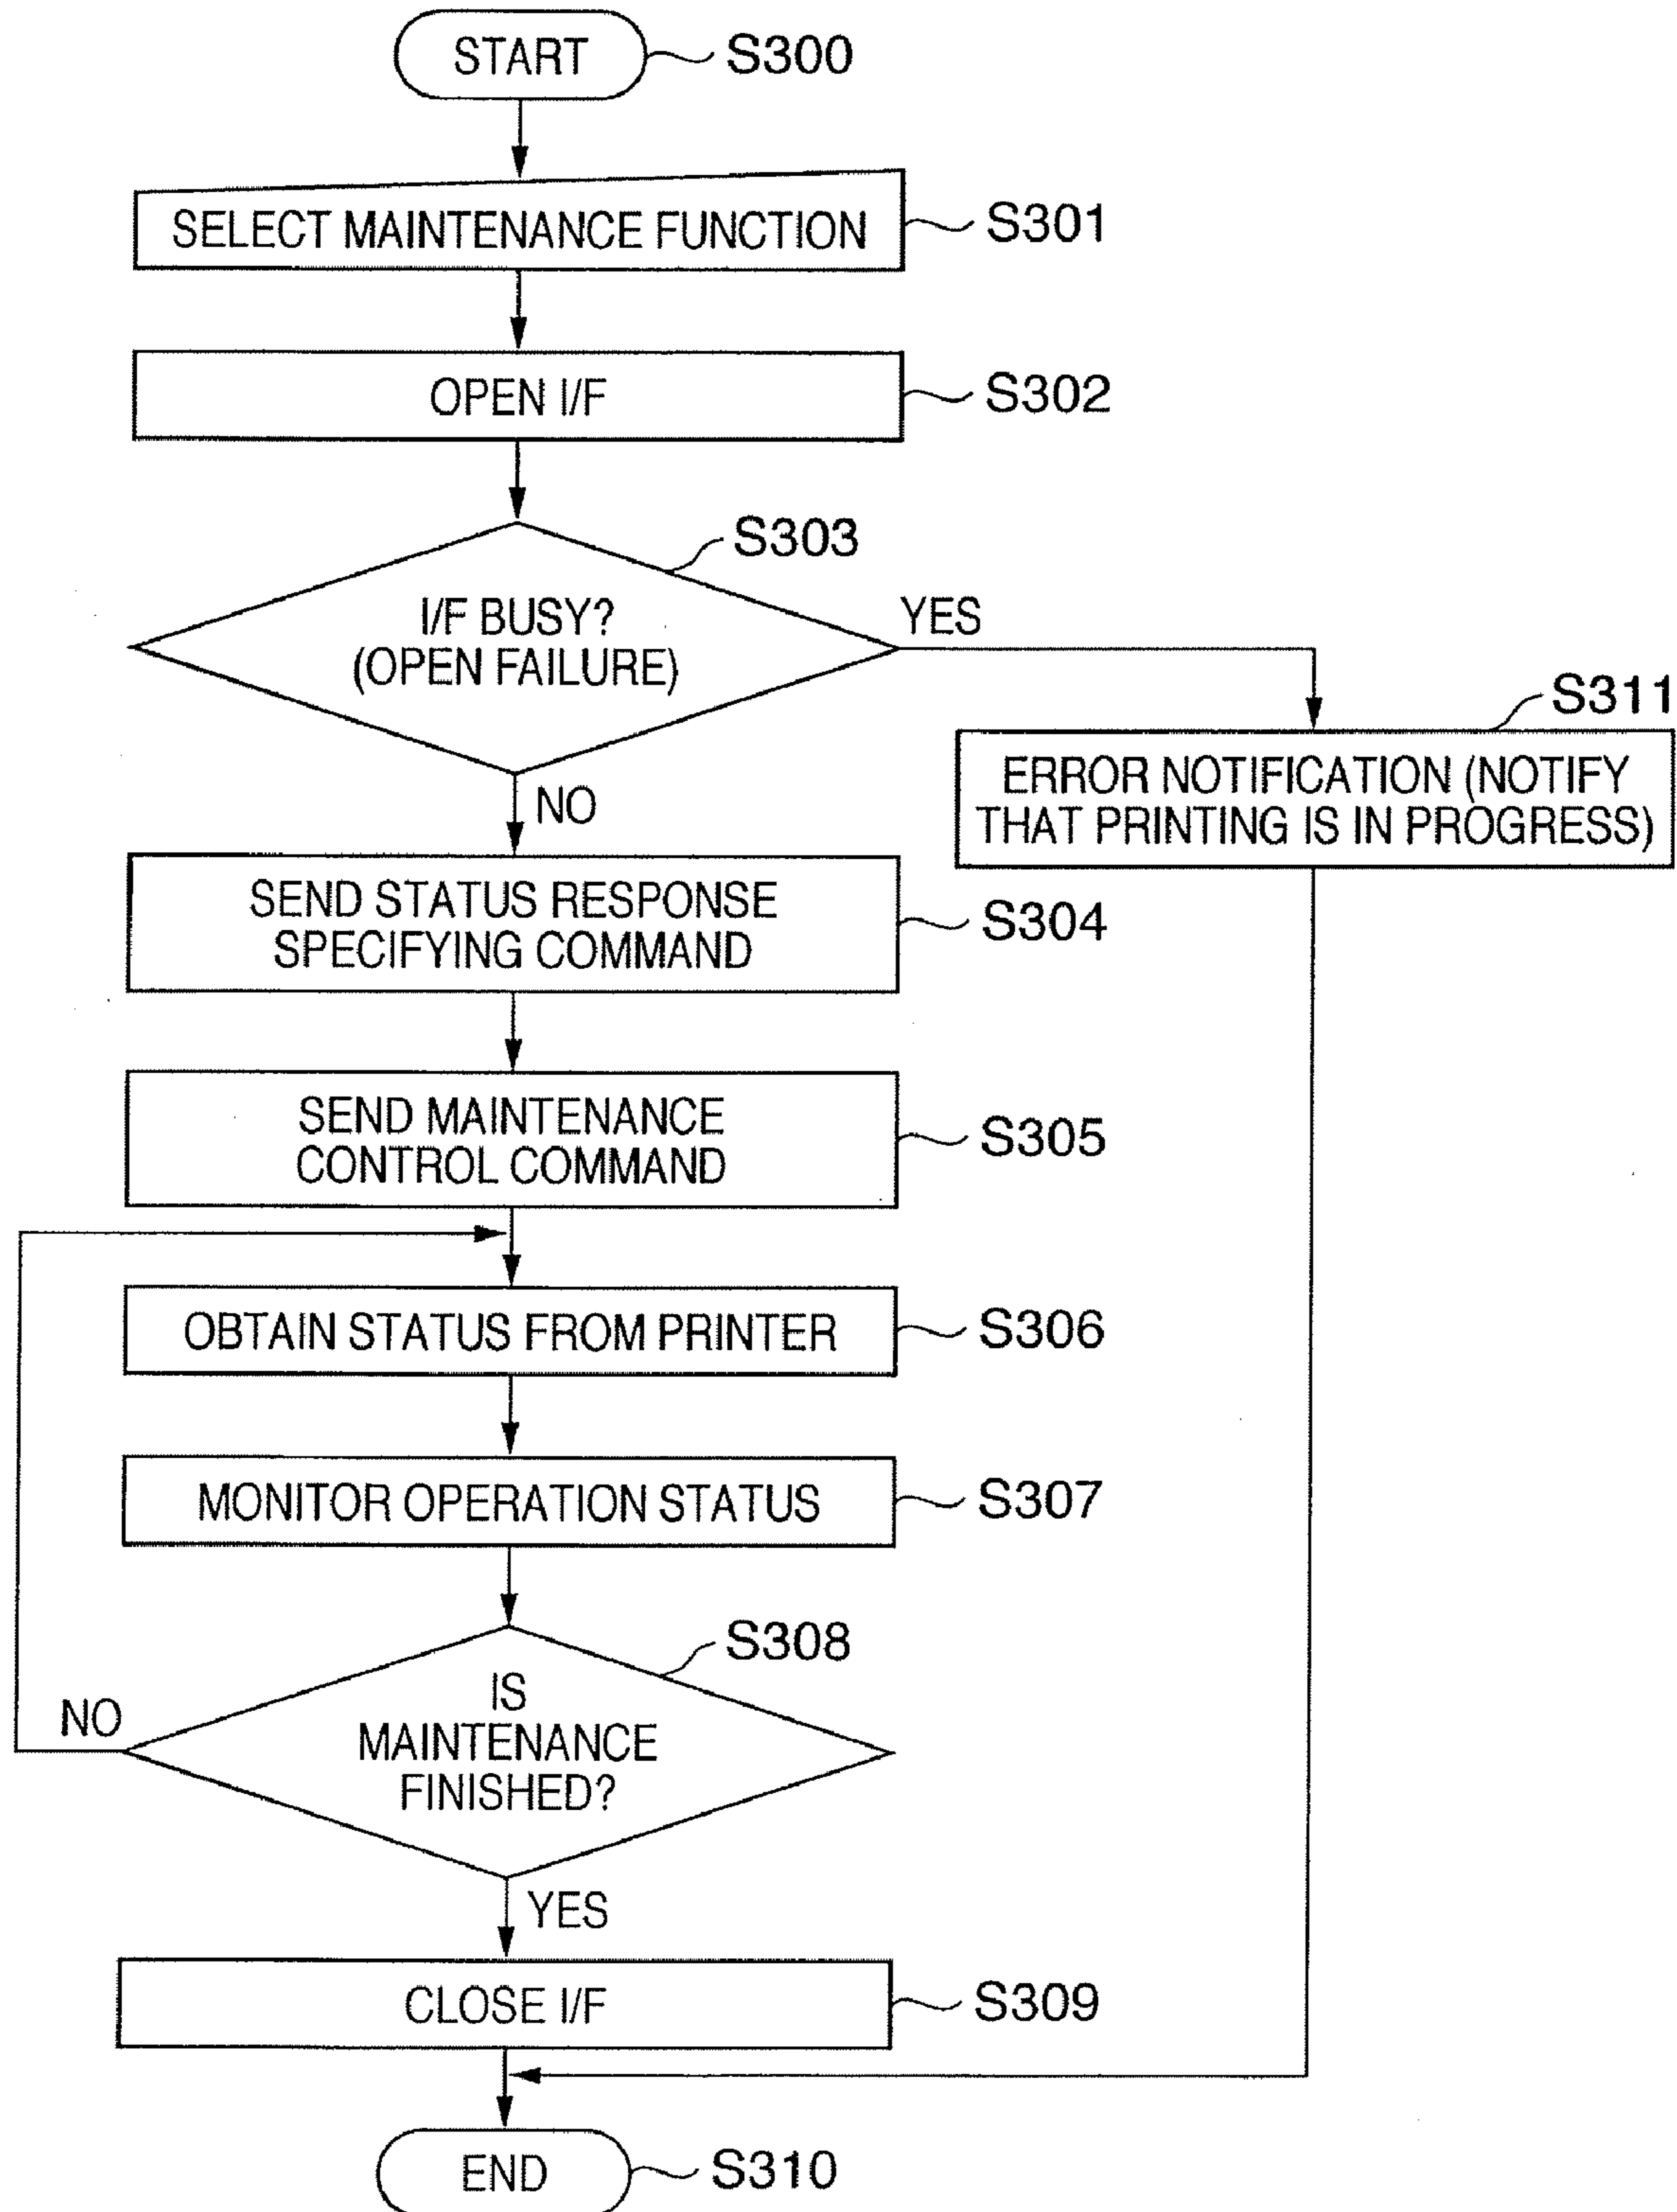 START
S300
SELECT MAINTENANCE FUNCTION
S301
OPEN I/F
S302
S303
I/F BUSY?
(OPEN FAILURE)
YES
NO
S311
ERROR NOTIFICATION (NOTIFY
THAT PRINTING IS IN PROGRESS)
SEND STATUS RESPONSE
SPECIFYING COMMAND
S304
SEND MAINTENANCE
CONTROL COMMAND
S305
OBTAIN STATUS FROM PRINTER
S306
MONITOR OPERATION STATUS
S307
S308
IS
MAINTENANCE
FINISHED?
NO
YES
CLOSE I/F
S309
END
S310